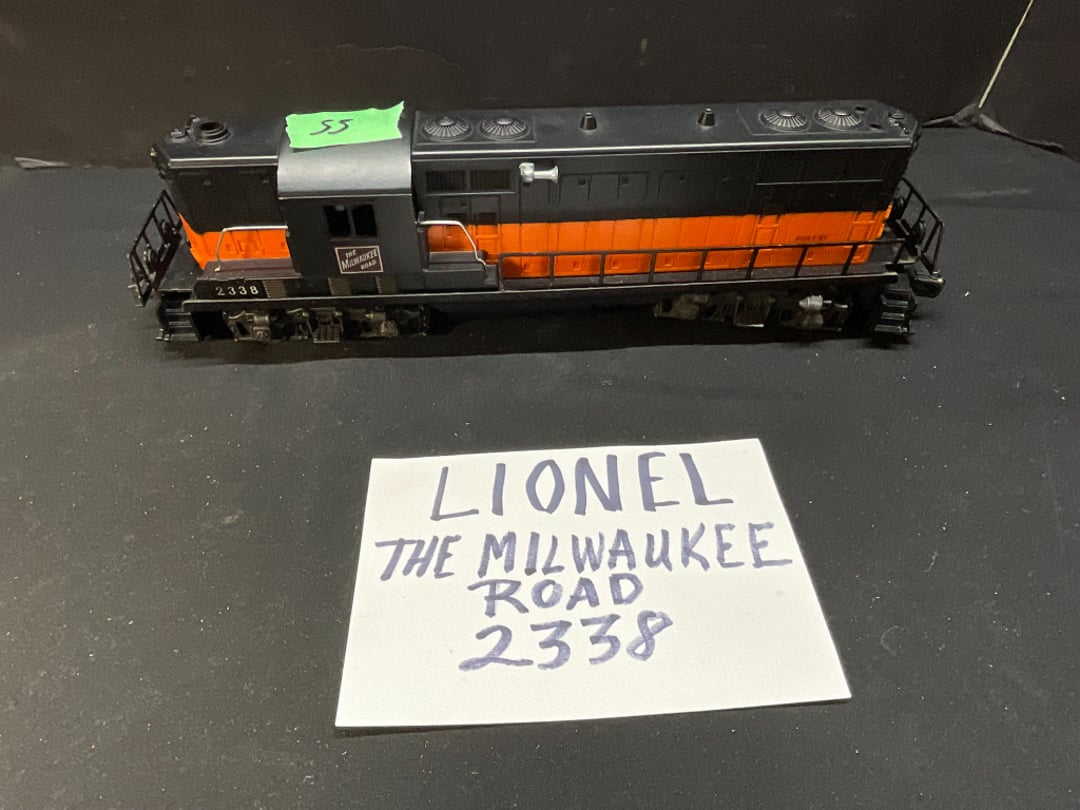 55
THE
MILWAUKEE
ROAD
2338
LIONEL
THE MILWAUKEE
ROAD
2338